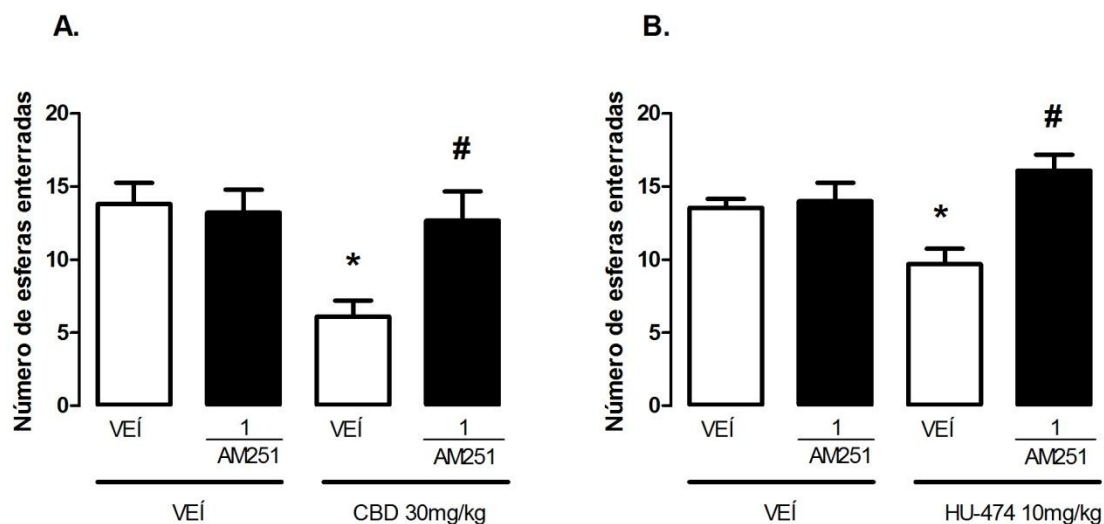 A.
Número de esferas enterradas
20
15
10
5
0
*
#
VEÍ
1
AM251
VEÍ
1
AM251
VEÍ
CBD 30mg/kg
B.
Número de esferas enterradas
20
15
10
5
0
*
#
VEÍ
1
AM251
VEÍ
1
AM251
VEÍ
HU-474 10mg/kg